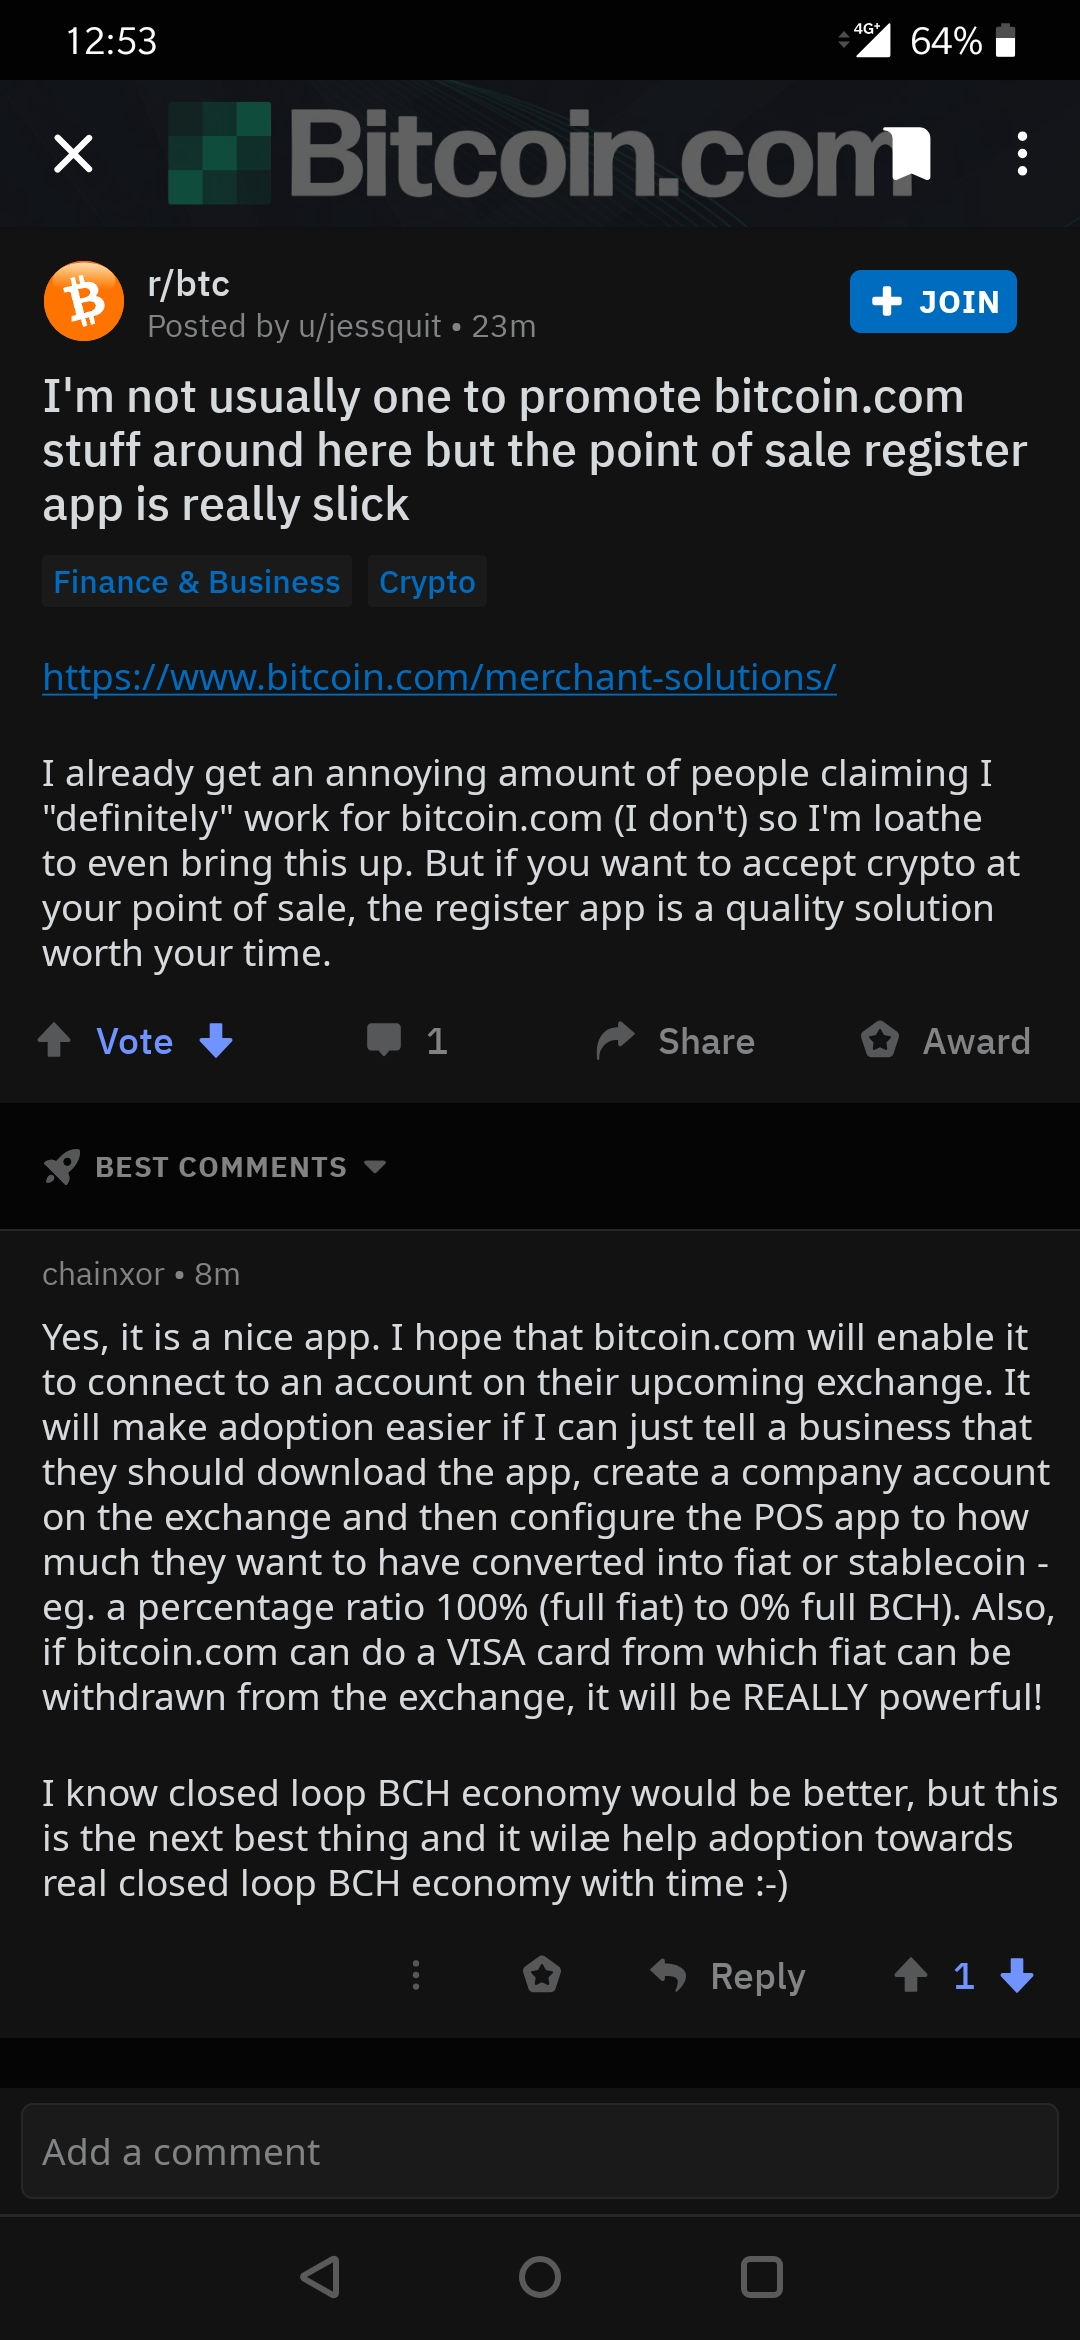 12:53
4G+ 64%
Bitcoin.com
r/btc
Posted by u/jessquit • 23m
JOIN
I'm not usually one to promote bitcoin.com
stuff around here but the point of sale register
app is really slick
Finance & Business Crypto
https://www.bitcoin.com/merchant-solutions/
I already get an annoying amount of people claiming I
"definitely" work for bitcoin.com (I don't) so I'm loathe
to even bring this up. But if you want to accept crypto at
your point of sale, the register app is a quality solution
worth your time.
Vote 1 Share Award
BEST COMMENTS
chainxor • 8m
Yes, it is a nice app. I hope that bitcoin.com will enable it
to connect to an account on their upcoming exchange. It
will make adoption easier if I can just tell a business that
they should download the app, create a company account
on the exchange and then configure the POS app to how
much they want to have converted into fiat or stablecoin -
eg. a percentage ratio 100% (full fiat) to 0% full BCH). Also,
if bitcoin.com can do a VISA card from which fiat can be
withdrawn from the exchange, it will be REALLY powerful!
I know closed loop BCH economy would be better, but this
is the next best thing and it wilæ help adoption towards
real closed loop BCH economy with time :-)
Reply 1
Add a comment